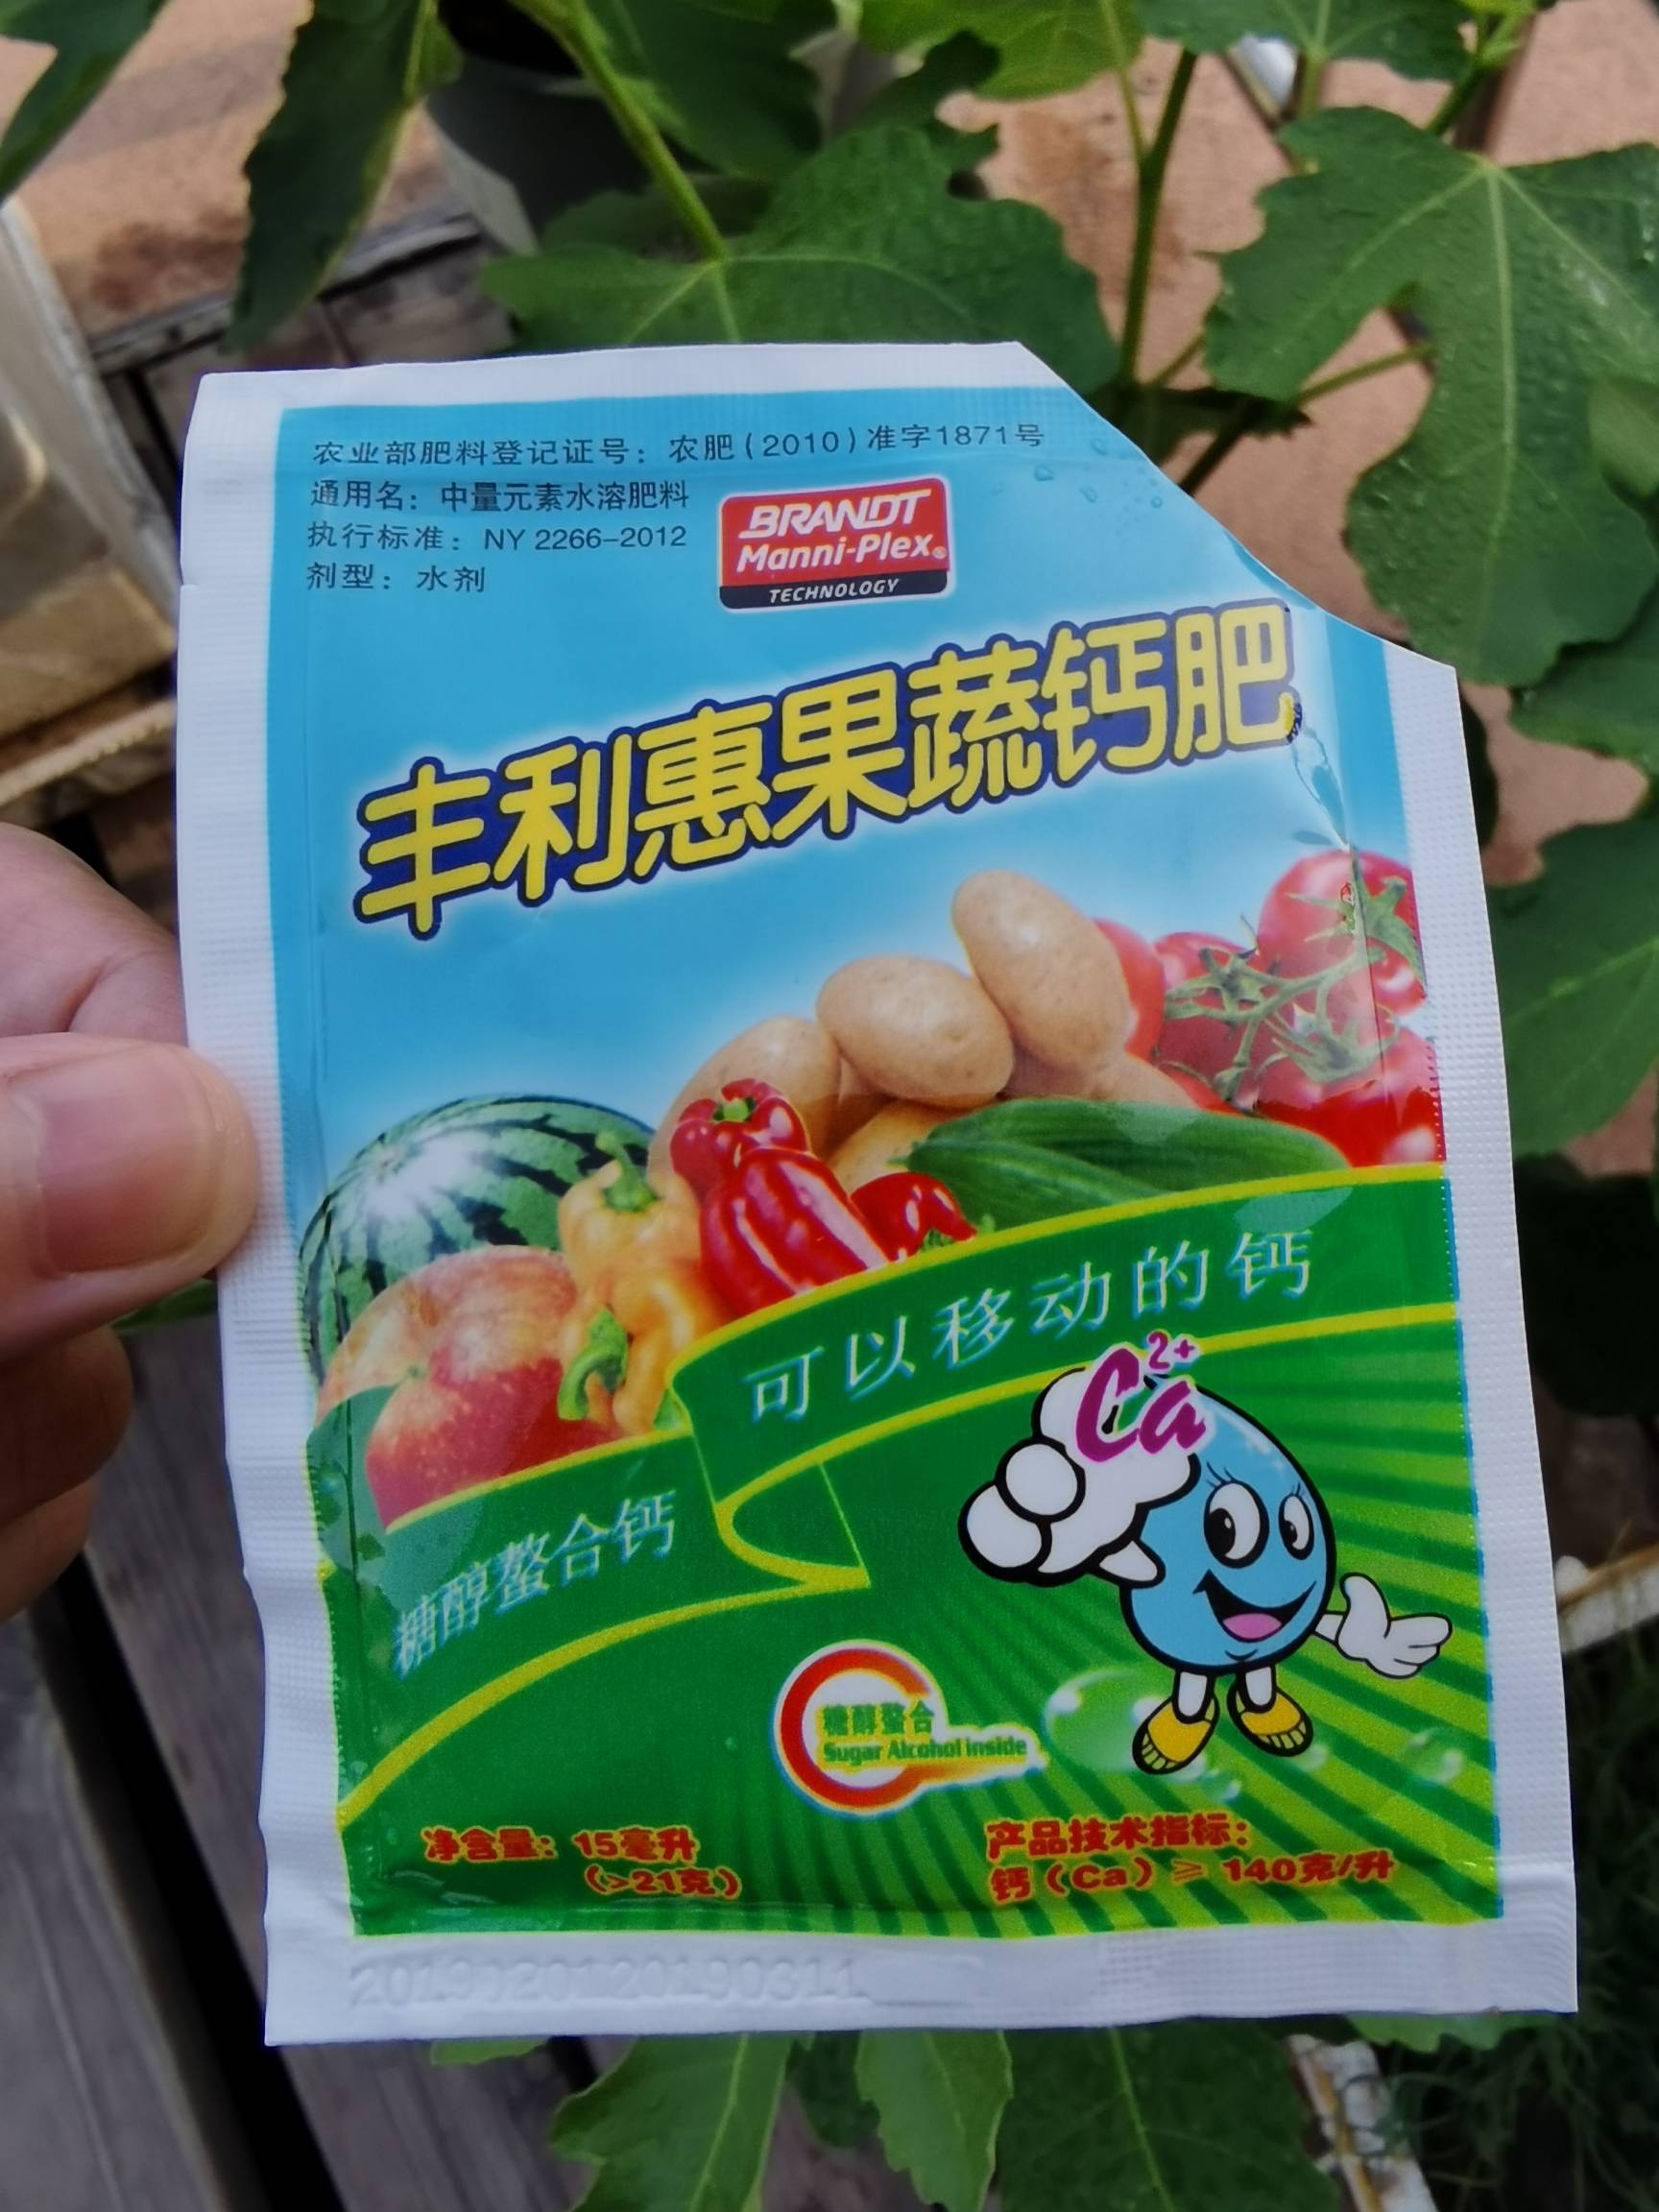 农业部肥料登记证号：农肥(2010)准字1871号
通用名：中量元素水溶肥料
执行标准：NY 2266-2012
剂型：水剂
BRANDT
Manni-Plex®
TECHNOLOGY
丰利惠果蔬钙肥
可以移动的钙
Ca2+
糖醇螯合钙
糖醇螯合
Sugar Alcohol inside
净含量：15毫升
(>21克)
产品技术指标：
钙（Ca）≥ 140克/升